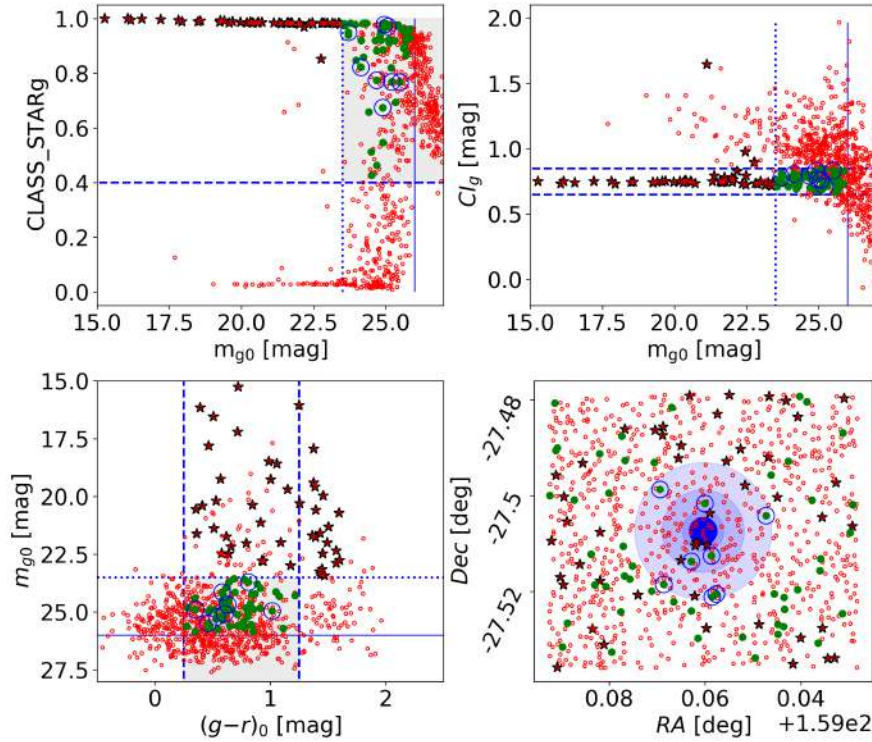 1.0
0.8
0.6
0.4
0.2
0.0
CLASS_STARg
15.0 17.5 20.0 22.5 25.0
m_g0 [mag]
2.0
1.5
1.0
0.5
0.0
CI_g [mag]
15.0 17.5 20.0 22.5 25.0
m_g0 [mag]
15.0
17.5
20.0
22.5
25.0
27.5
m_g0 [mag]
0 1 2
(g−r)_0 [mag]
-27.48
-27.5
-27.52
Dec [deg]
0.08 0.06 0.04
RA [deg] +1.59e2